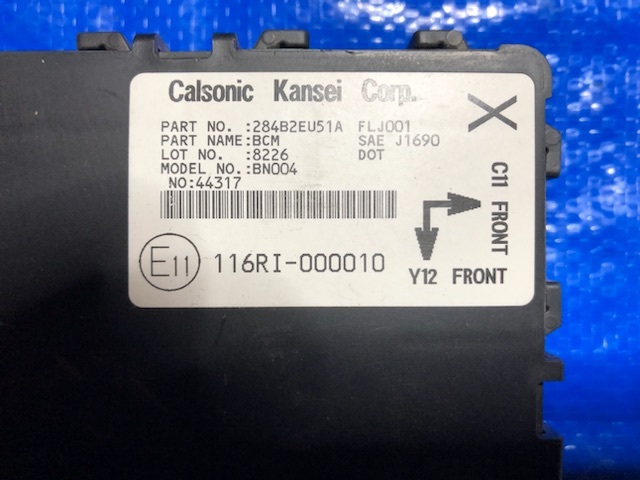 Calsonic Kansei Corp.
X
PART NO. :284B2EU51A FLJ001
PART NAME:BCM SAE J1690
LOT NO. :8226 DOT
MODEL NO.:BN004
NO:44317
C11 FRONT
E11 116RI-000010
Y12 FRONT